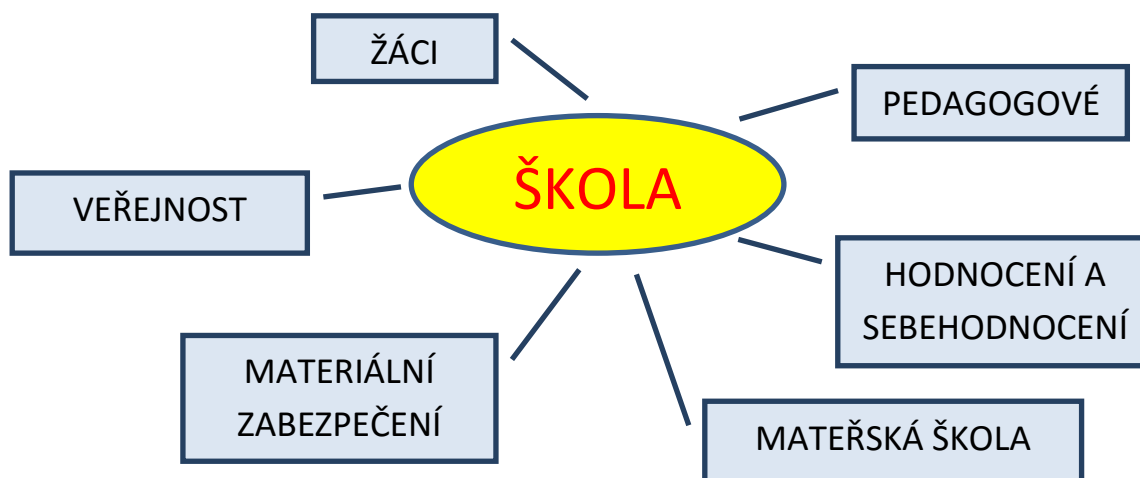 ŽÁCI
PEDAGOGOVÉ
ŠKOLA
VEŘEJNOST
HODNOCENÍ A
SEBEHODNOCENÍ
MATERIÁLNÍ
ZABEZPEČENÍ
MATEŘSKÁ ŠKOLA